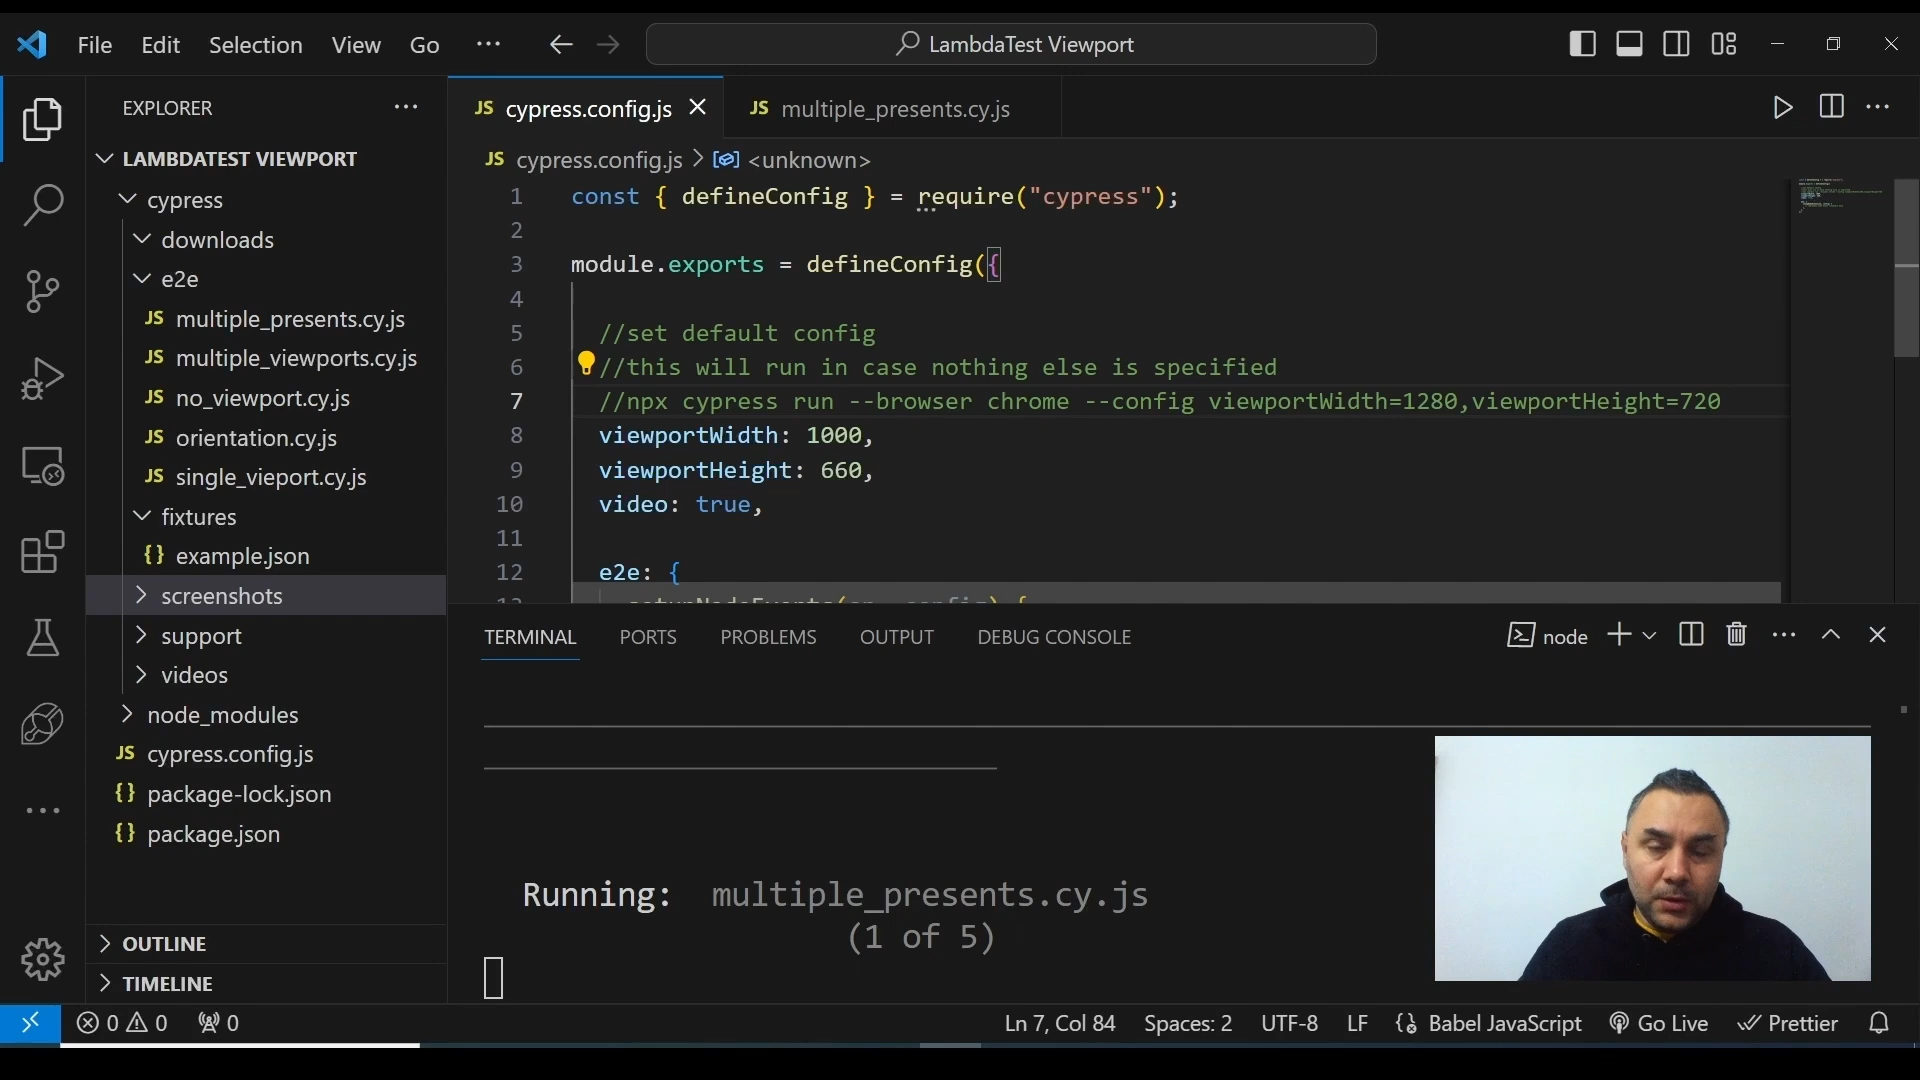 File Edit Selection View Go ··· LambdaTest Viewport
EXPLORER ···
LAMBDATEST VIEWPORT
cypress
downloads
e2e
JS multiple_presents.cy.js
JS multiple_viewports.cy.js
JS no_viewport.cy.js
JS orientation.cy.js
JS single_vieport.cy.js
fixtures
{} example.json
screenshots
support
videos
node_modules
JS cypress.config.js
{} package-lock.json
{} package.json
OUTLINE
TIMELINE
JS cypress.config.js JS multiple_presents.cy.js
JS cypress.config.js > <unknown>
1 const { defineConfig } = require("cypress");
2
3 module.exports = defineConfig({
4
5 //set default config
6 //this will run in case nothing else is specified
7 //npx cypress run --browser chrome --config viewportWidth=1280,viewportHeight=720
8 viewportWidth: 1000,
9 viewportHeight: 660,
10 video: true,
11
12 e2e: {
TERMINAL PORTS PROBLEMS OUTPUT DEBUG CONSOLE node
Running: multiple_presents.cy.js
(1 of 5)
0 0 0 Ln 7, Col 84 Spaces: 2 UTF-8 LF Babel JavaScript Go Live Prettier